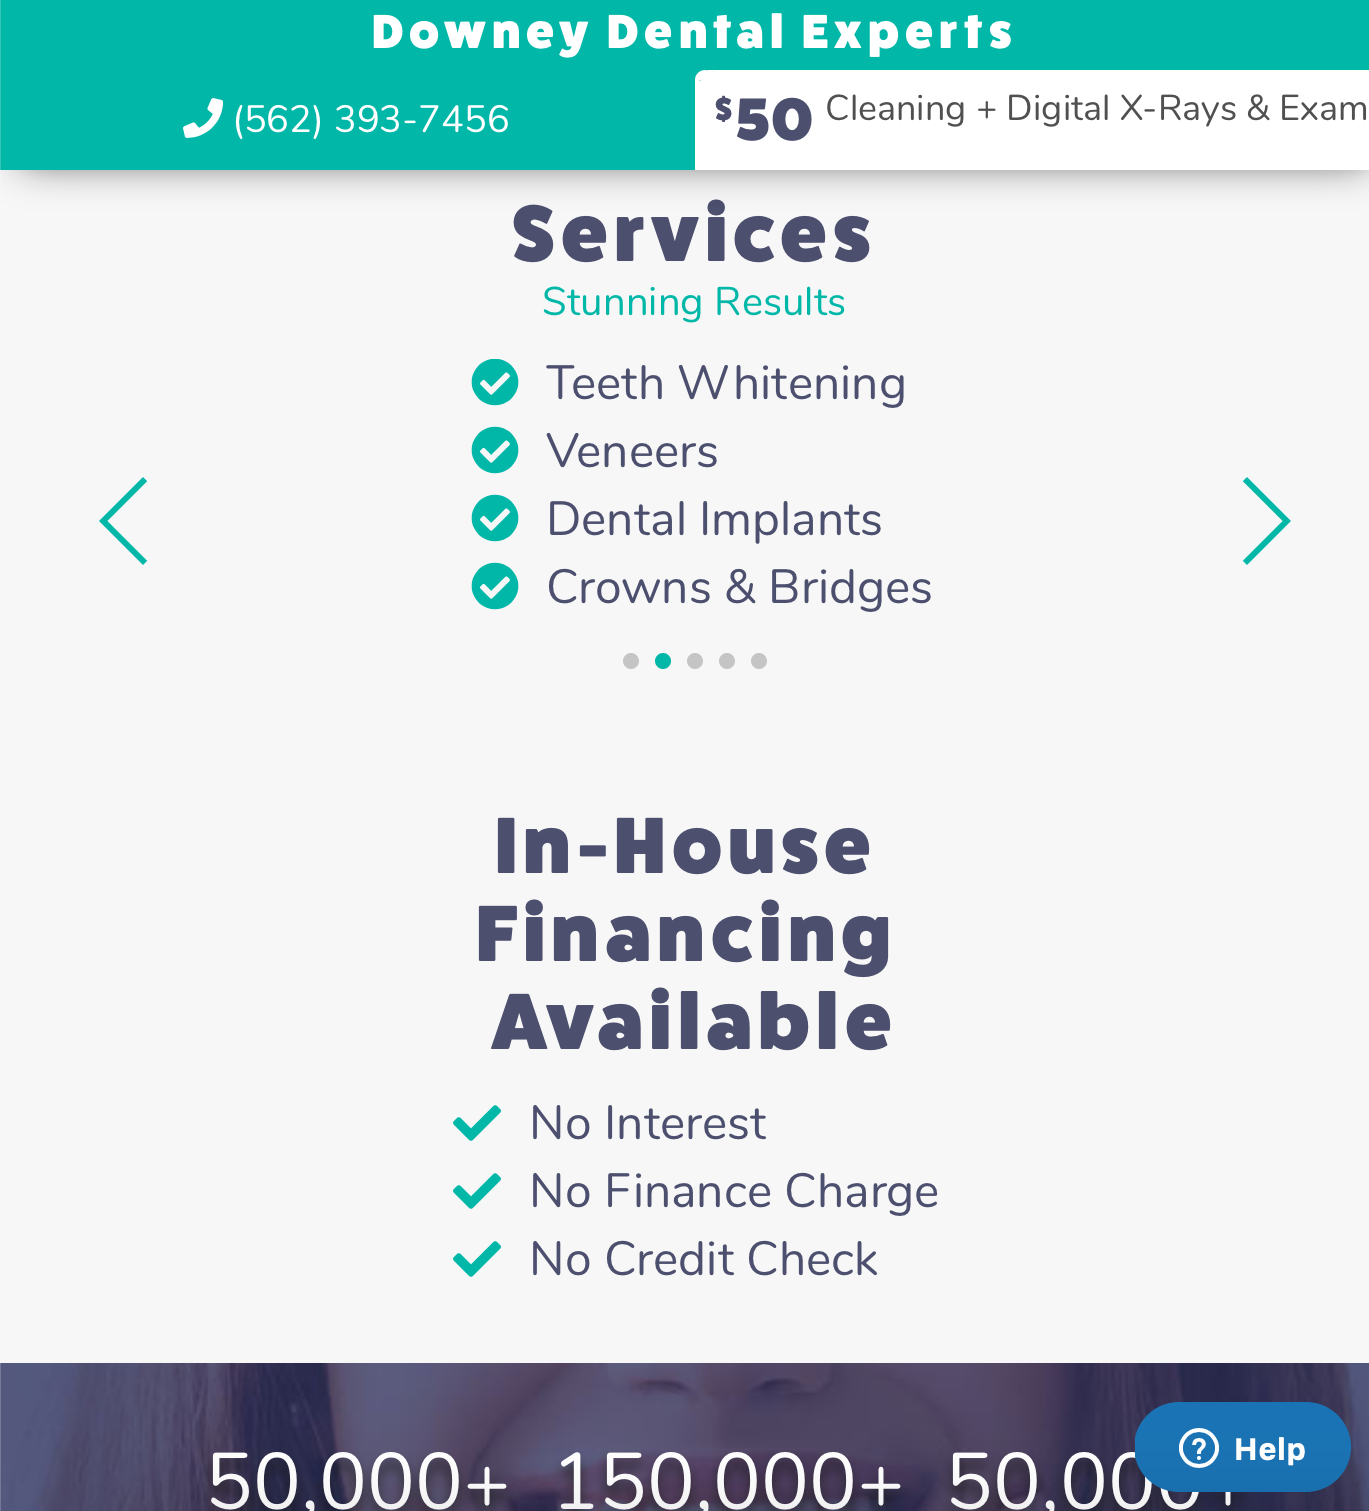 Downey Dental Experts
(562) 393-7456
$50 Cleaning + Digital X-Rays & Exam
Services
Stunning Results
Teeth Whitening
Veneers
Dental Implants
Crowns & Bridges
In-House
Financing
Available
No Interest
No Finance Charge
No Credit Check
50,000+ 150,000+ 50,000+
Help